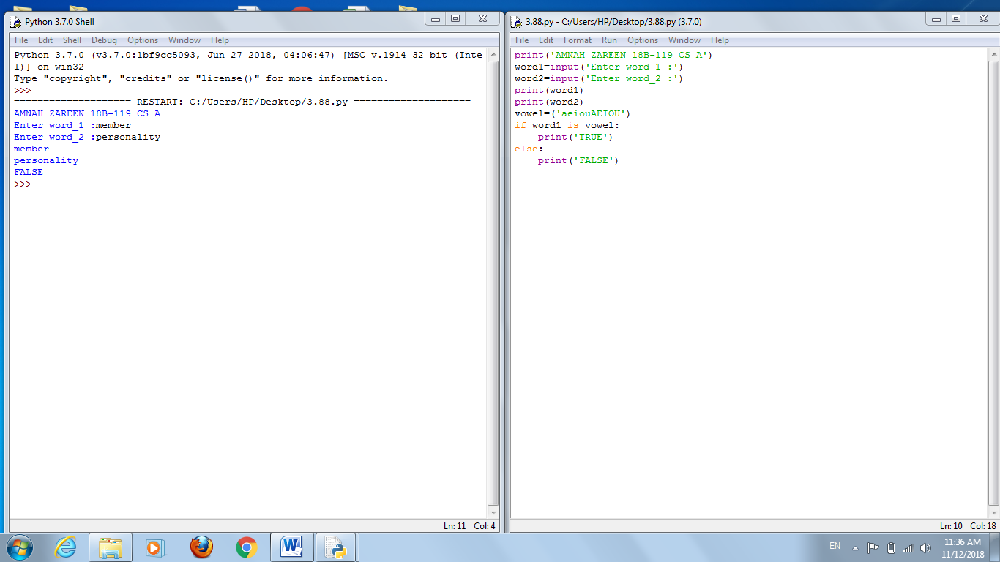 Python 3.7.0 Shell
File Edit Shell Debug Options Window Help
Python 3.7.0 (v3.7.0:1bf9cc5093, Jun 27 2018, 04:06:47) [MSC v.1914 32 bit (Inte
l)] on win32
Type "copyright", "credits" or "license()" for more information.
>>>
==================== RESTART: C:/Users/HP/Desktop/3.88.py ====================
AMNAH ZAREEN 18B-119 CS A
Enter word_1 :member
Enter word_2 :personality
member
personality
FALSE
>>>
Ln: 11 Col: 4
3.88.py - C:/Users/HP/Desktop/3.88.py (3.7.0)
File Edit Format Run Options Window Help
print('AMNAH ZAREEN 18B-119 CS A')
word1=input('Enter word_1 :')
word2=input('Enter word_2 :')
print(word1)
print(word2)
vowel=('aeiouAEIOU')
if word1 is vowel:
    print('TRUE')
else:
    print('FALSE')
Ln: 10 Col: 18
EN
11:36 AM
11/12/2018